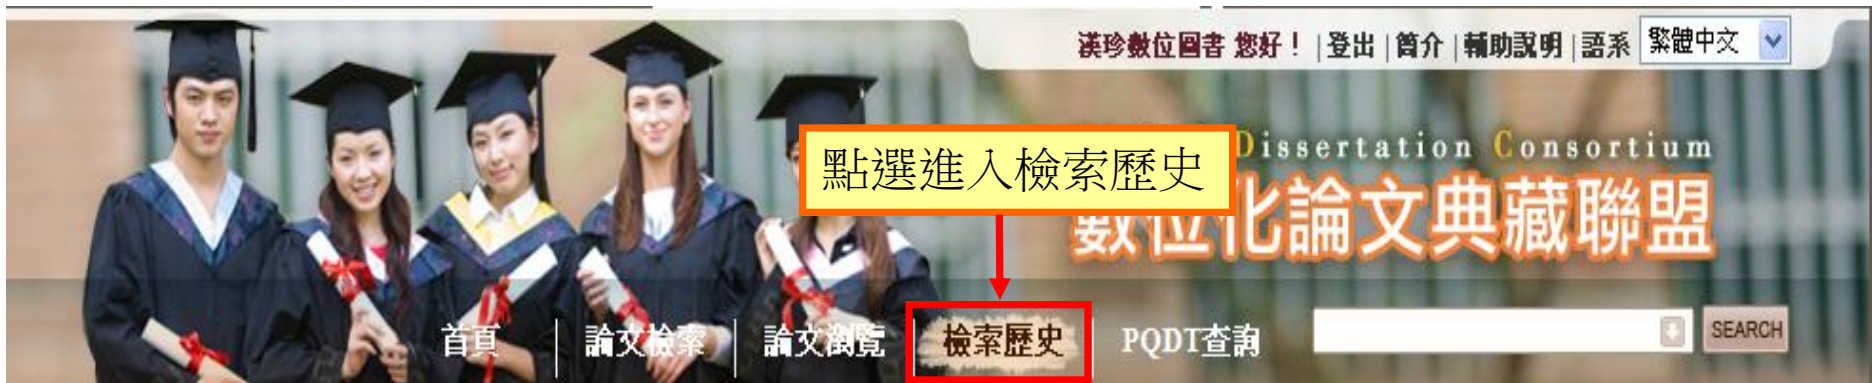 漢珍數位圖書 您好！ |登出 |簡介 |輔助說明 |語系 繁體中文
點選進入檢索歷史
Dissertation Consortium
數位化論文典藏聯盟
首頁 | 論文檢索 | 論文瀏覽 | 檢索歷史 | PQDT查詢 SEARCH